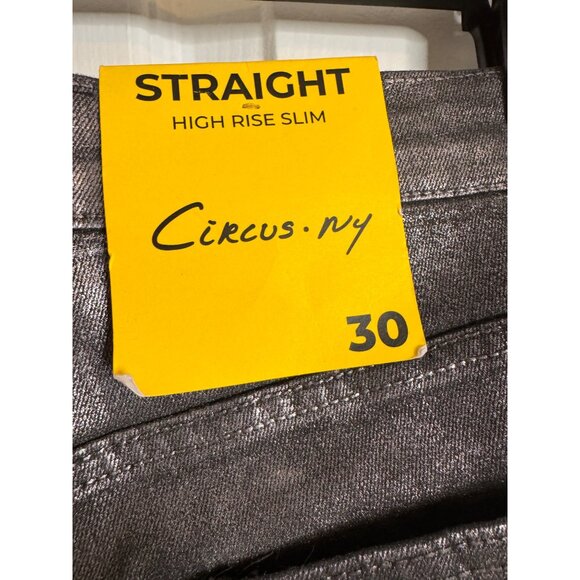 STRAIGHT
HIGH RISE SLIM
CIRCUS.NY
30